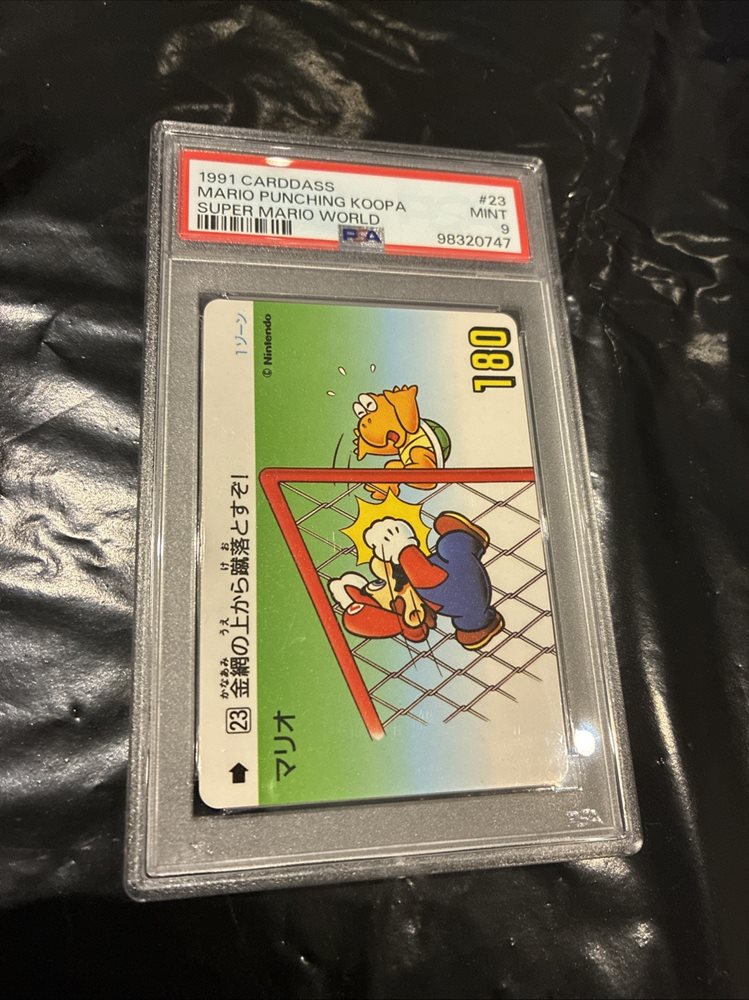 1991 CARDDASS #23
MARIO PUNCHING KOOPA MINT
SUPER MARIO WORLD 9
PSA 98320747
かなあみ うえ けお
23 金網の上から蹴落とすぞ! 1ゾーン
マリオ © Nintendo
M
180
PSA